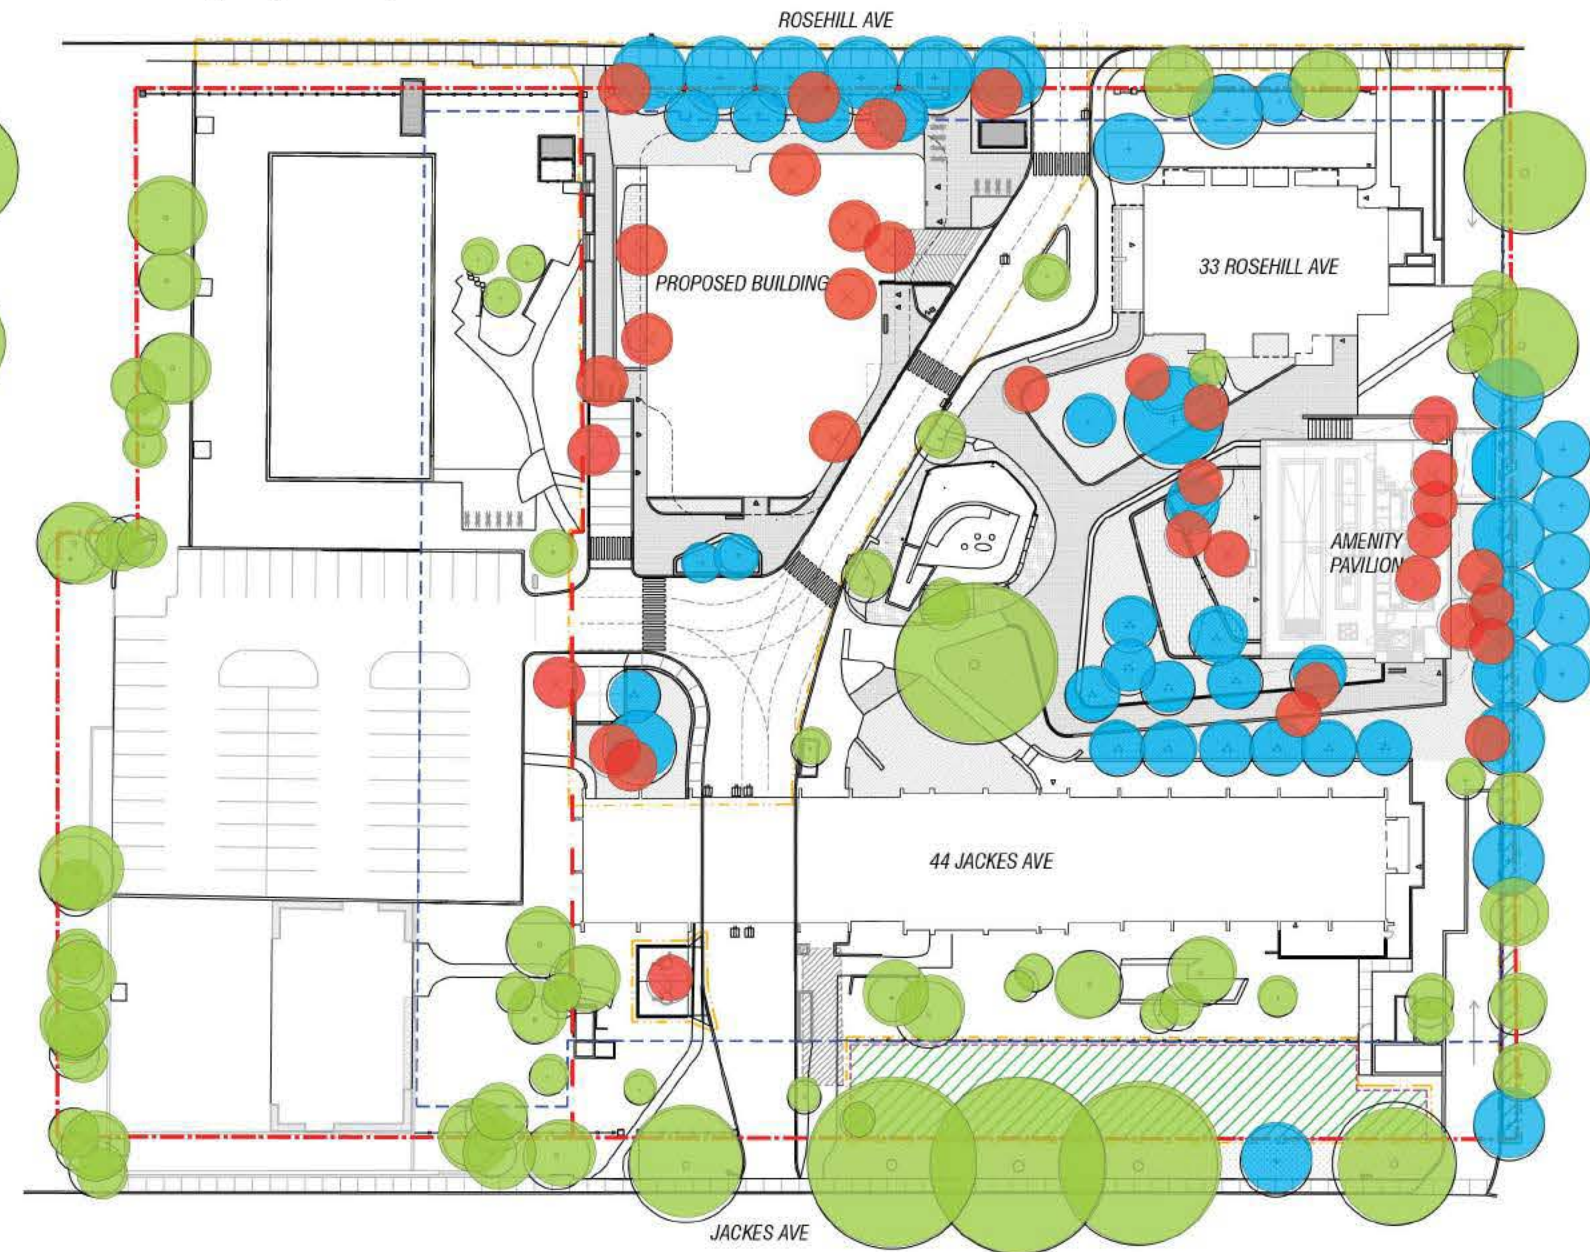 ROSEHILL AVE
33 ROSEHILL AVE
PROPOSED BUILDING
AMENITY
PAVILION
44 JACKES AVE
JACKES AVE